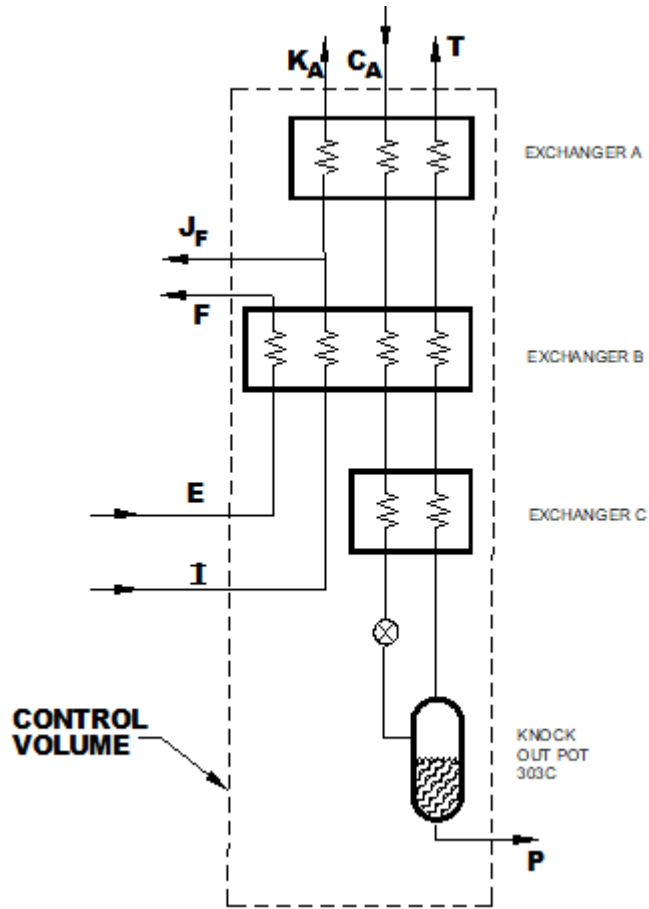 K_A C_A T
EXCHANGER A
J_F
F
EXCHANGER B
E
EXCHANGER C
I
CONTROL
VOLUME
KNOCK
OUT POT
303C
P